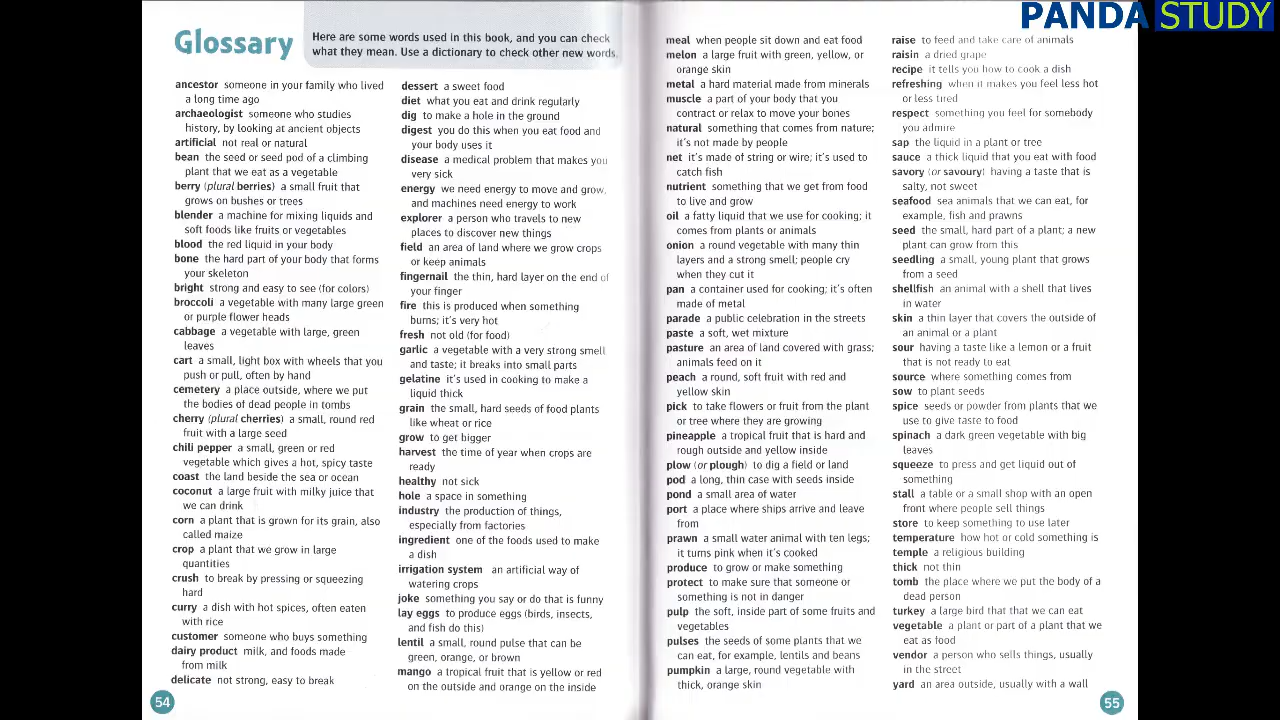 PANDA STUDY
Glossary
Here are some words used in this book, and you can check
what they mean. Use a dictionary to check other new words.
ancestor someone in your family who lived
a long time ago
archaeologist someone who studies
history, by looking at ancient objects
artificial not real or natural
bean the seed or seed pod of a climbing
plant that we eat as a vegetable
berry (plural berries) a small fruit that
grows on bushes or trees
blender a machine for mixing liquids and
soft foods like fruits or vegetables
blood the red liquid in your body
bone the hard part of your body that forms
your skeleton
bright strong and easy to see (for colors)
broccoli a vegetable with many large green
or purple flower heads
cabbage a vegetable with large, green
leaves
cart a small, light box with wheels that you
push or pull, often by hand
cemetery a place outside, where we put
the bodies of dead people in tombs
cherry (plural cherries) a small, round red
fruit with a large seed
chili pepper a small, green or red
vegetable which gives a hot, spicy taste
coast the land beside the sea or ocean
coconut a large fruit with milky juice that
we can drink
corn a plant that is grown for its grain, also
called maize
crop a plant that we grow in large
quantities
crush to break by pressing or squeezing
hard
curry a dish with hot spices, often eaten
with rice
customer someone who buys something
dairy product milk, and foods made
from milk
delicate not strong, easy to break
dessert a sweet food
diet what you eat and drink regularly
dig to make a hole in the ground
digest you do this when you eat food and
your body uses it
disease a medical problem that makes you
very sick
energy we need energy to move and grow,
and machines need energy to work
explorer a person who travels to new
places to discover new things
field an area of land where we grow crops
or keep animals
fingernail the thin, hard layer on the end of
your finger
fire this is produced when something
burns; it's very hot
fresh not old (for food)
garlic a vegetable with a very strong smell
and taste; it breaks into small parts
gelatine it's used in cooking to make a
liquid thick
grain the small, hard seeds of food plants
like wheat or rice
grow to get bigger
harvest the time of year when crops are
ready
healthy not sick
hole a space in something
industry the production of things,
especially from factories
ingredient one of the foods used to make
a dish
irrigation system an artificial way of
watering crops
joke something you say or do that is funny
lay eggs to produce eggs (birds, insects,
and fish do this)
lentil a small, round pulse that can be
green, orange, or brown
mango a tropical fruit that is yellow or red
on the outside and orange on the inside
54
meal when people sit down and eat food
melon a large fruit with green, yellow, or
orange skin
metal a hard material made from minerals
muscle a part of your body that you
contract or relax to move your bones
natural something that comes from nature;
it's not made by people
net it's made of string or wire; it's used to
catch fish
nutrient something that we get from food
to live and grow
oil a fatty liquid that we use for cooking; it
comes from plants or animals
onion a round vegetable with many thin
layers and a strong smell; people cry
when they cut it
pan a container used for cooking; it's often
made of metal
parade a public celebration in the streets
paste a soft, wet mixture
pasture an area of land covered with grass;
animals feed on it
peach a round, soft fruit with red and
yellow skin
pick to take flowers or fruit from the plant
or tree where they are growing
pineapple a tropical fruit that is hard and
rough outside and yellow inside
plow (or plough) to dig a field or land
pod a long, thin case with seeds inside
pond a small area of water
port a place where ships arrive and leave
from
prawn a small water animal with ten legs;
it turns pink when it's cooked
produce to grow or make something
protect to make sure that someone or
something is not in danger
pulp the soft, inside part of some fruits and
vegetables
pulses the seeds of some plants that we
can eat, for example, lentils and beans
pumpkin a large, round vegetable with
thick, orange skin
raise to feed and take care of animals
raisin a dried grape
recipe it tells you how to cook a dish
refreshing when it makes you feel less hot
or less tired
respect something you feel for somebody
you admire
sap the liquid in a plant or tree
sauce a thick liquid that you eat with food
savory (or savoury) having a taste that is
salty, not sweet
seafood sea animals that we can eat, for
example, fish and prawns
seed the small, hard part of a plant; a new
plant can grow from this
seedling a small, young plant that grows
from a seed
shellfish an animal with a shell that lives
in water
skin a thin layer that covers the outside of
an animal or a plant
sour having a taste like a lemon or a fruit
that is not ready to eat
source where something comes from
sow to plant seeds
spice seeds or powder from plants that we
use to give taste to food
spinach a dark green vegetable with big
leaves
squeeze to press and get liquid out of
something
stall a table or a small shop with an open
front where people sell things
store to keep something to use later
temperature how hot or cold something is
temple a religious building
thick not thin
tomb the place where we put the body of a
dead person
turkey a large bird that that we can eat
vegetable a plant or part of a plant that we
eat as food
vendor a person who sells things, usually
in the street
yard an area outside, usually with a wall
55